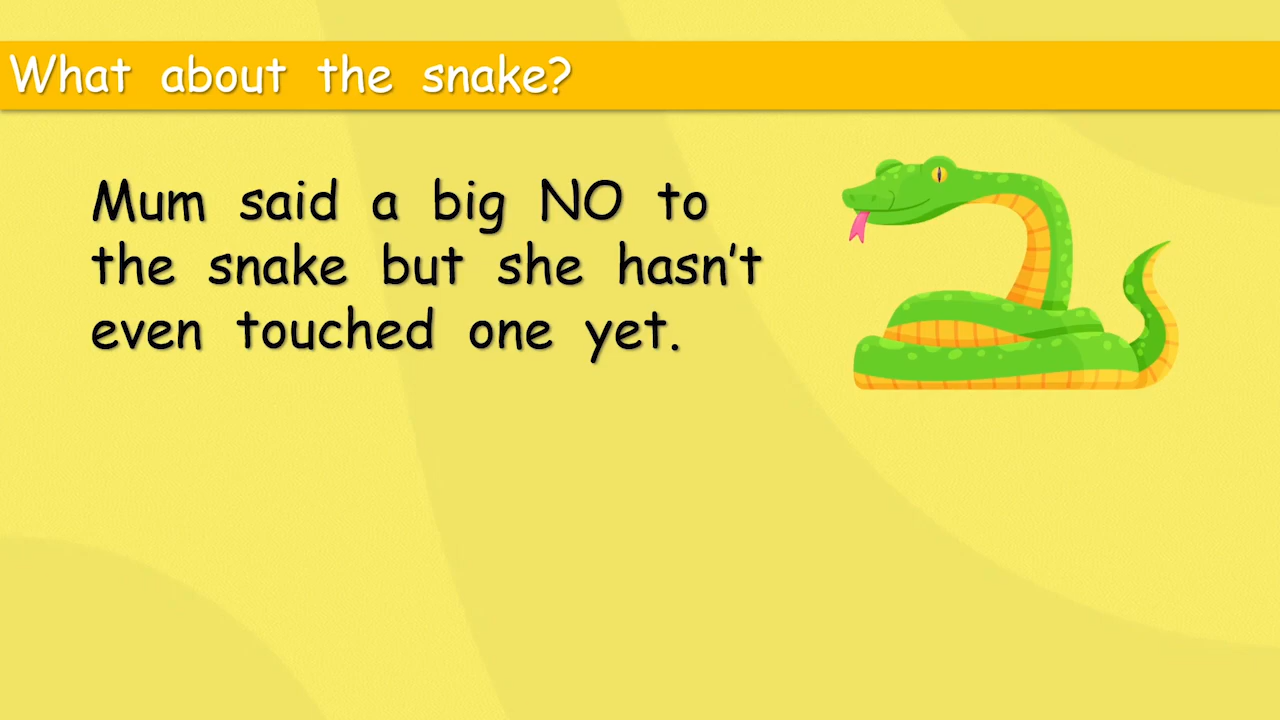 What about the snake?
Mum said a big NO to
the snake but she hasn't
even touched one yet.